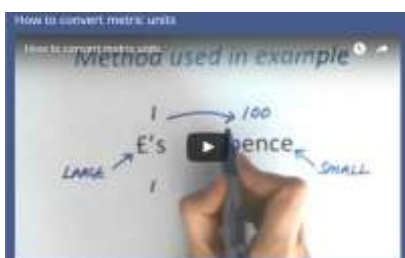 How to convert metric units
How to convert metric units
Method used in example
1 100
£'s pence
LARGE SMALL
1